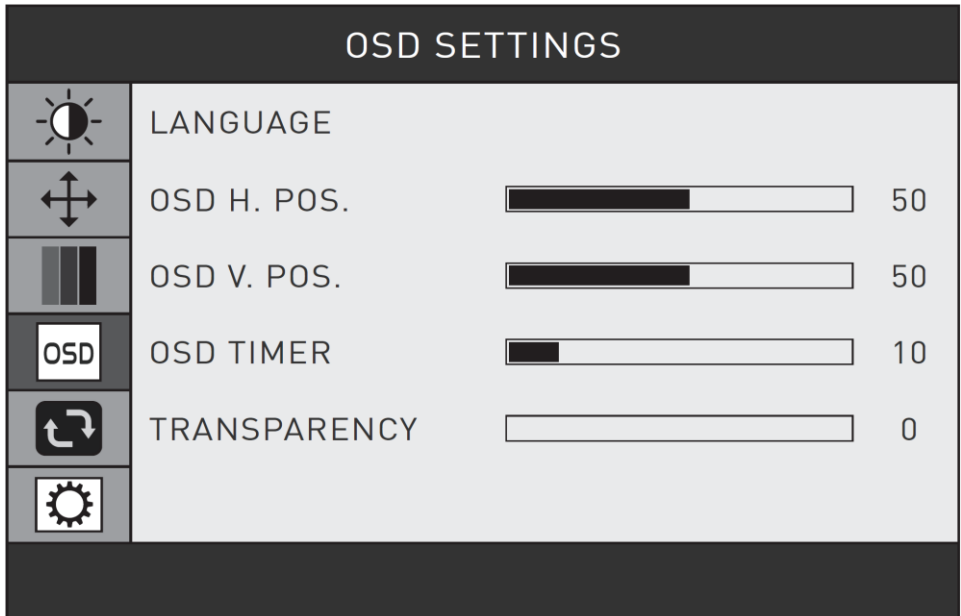 OSD SETTINGS
LANGUAGE
OSD H. POS. 50
OSD V. POS. 50
OSD OSD TIMER 10
TRANSPARENCY 0